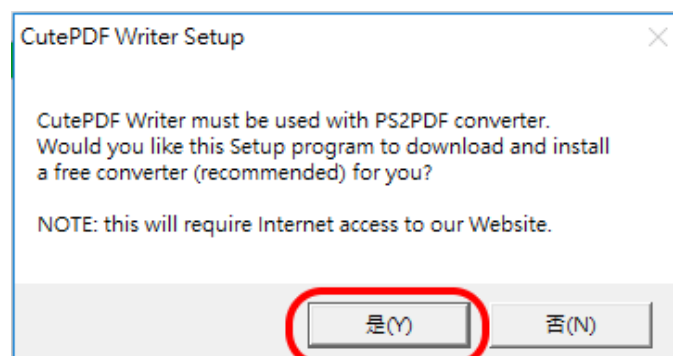 CutePDF Writer Setup
CutePDF Writer must be used with PS2PDF converter.
Would you like this Setup program to download and install
a free converter (recommended) for you?
NOTE: this will require Internet access to our Website.
是(Y)
否(N)